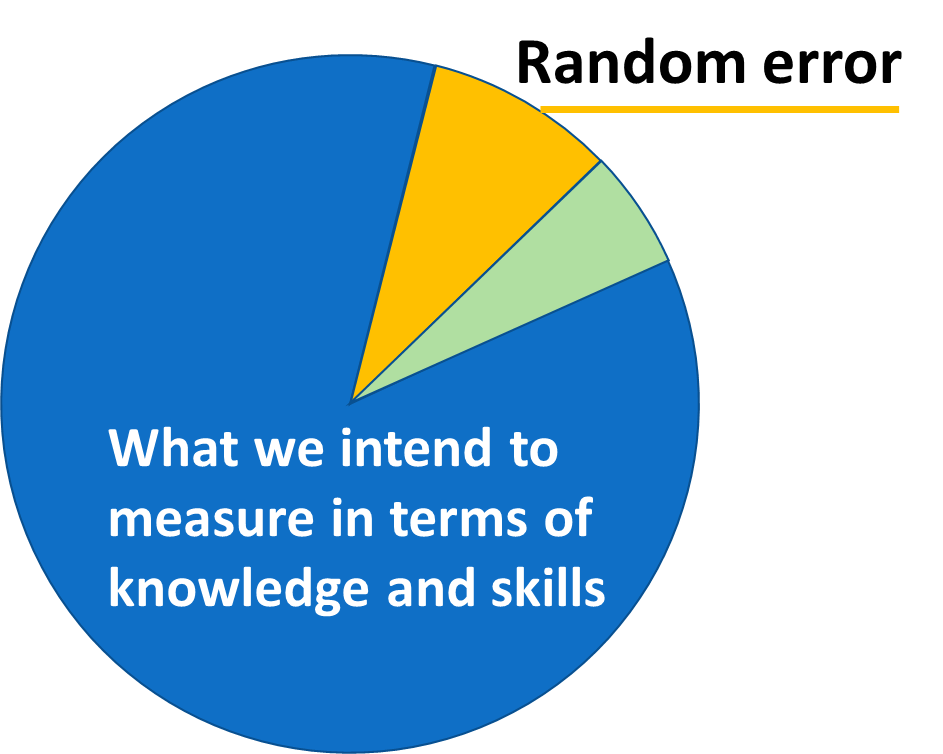 Random error
What we intend to
measure in terms of
knowledge and skills